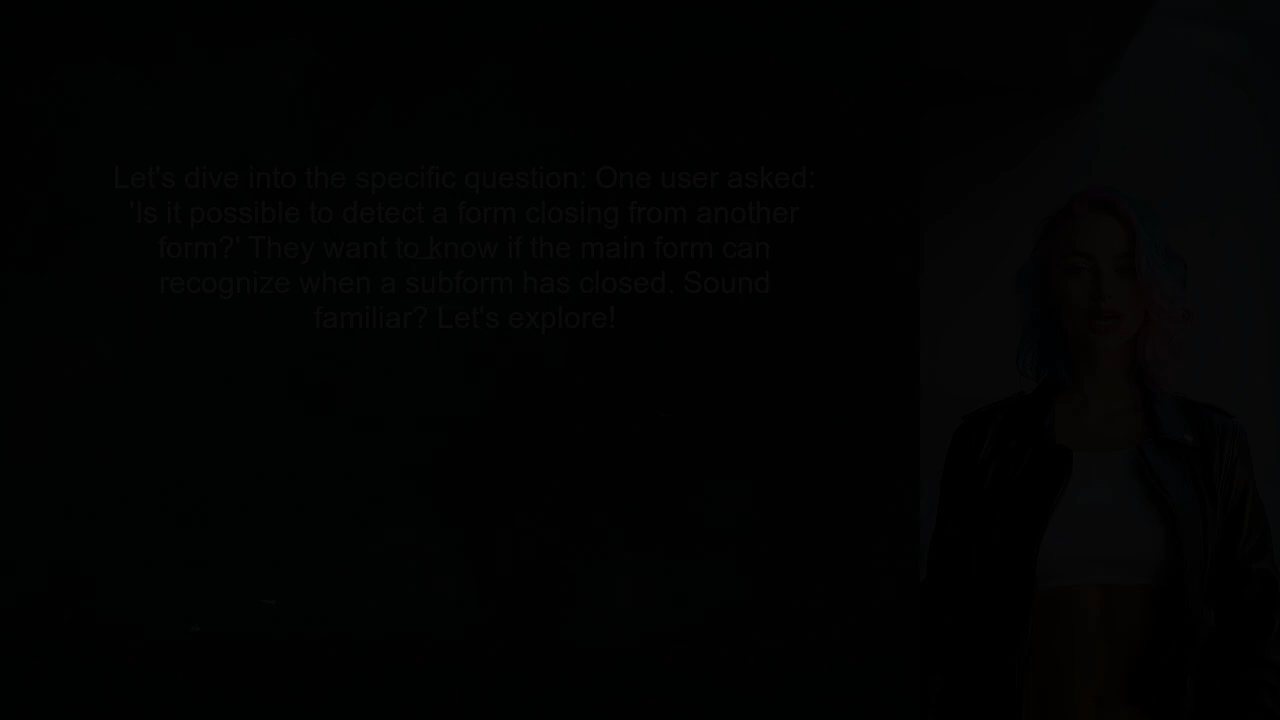 Let's dive into the specific question: One user asked:
'Is it possible to detect a form closing from another
form?' They want to know if the main form can
recognize when a subform has closed. Sound
familiar? Let's explore!